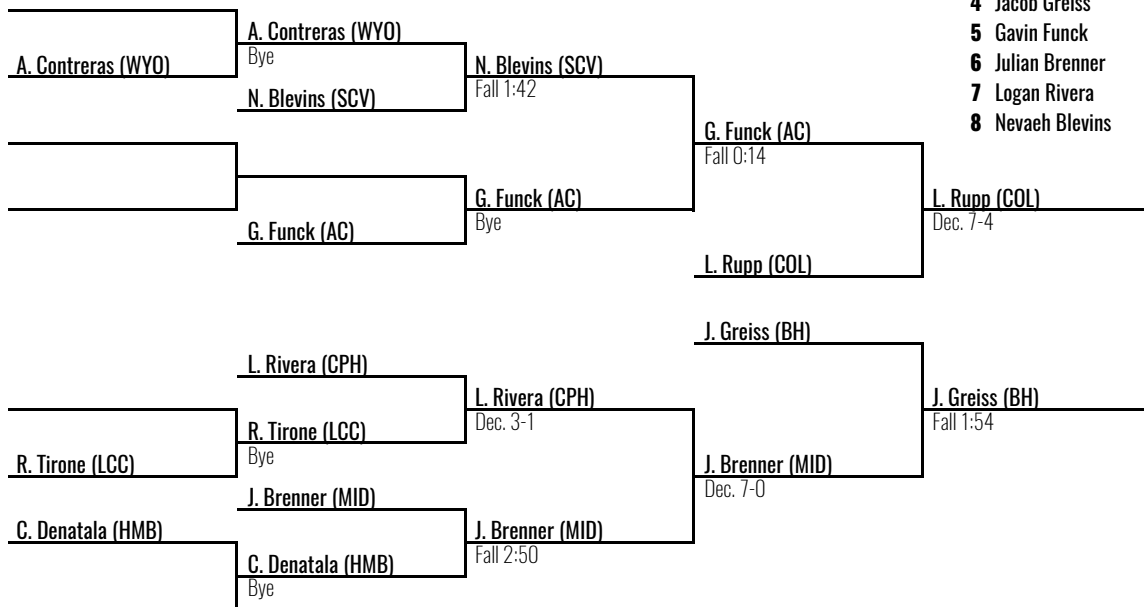 4 Jacob Greiss
5 Gavin Funck
6 Julian Brenner
7 Logan Rivera
8 Nevaeh Blevins
A. Contreras (WYO)
Bye
A. Contreras (WYO)
N. Blevins (SCV)
Fall 1:42
N. Blevins (SCV)
G. Funck (AC)
Fall 0:14
G. Funck (AC)
Bye
L. Rupp (COL)
Dec. 7-4
G. Funck (AC)
L. Rupp (COL)
J. Greiss (BH)
L. Rivera (CPH)
L. Rivera (CPH)
Dec. 3-1
J. Greiss (BH)
Fall 1:54
R. Tirone (LCC)
Bye
R. Tirone (LCC)
J. Brenner (MID)
Dec. 7-0
J. Brenner (MID)
C. Denatala (HMB)
J. Brenner (MID)
Fall 2:50
C. Denatala (HMB)
Bye